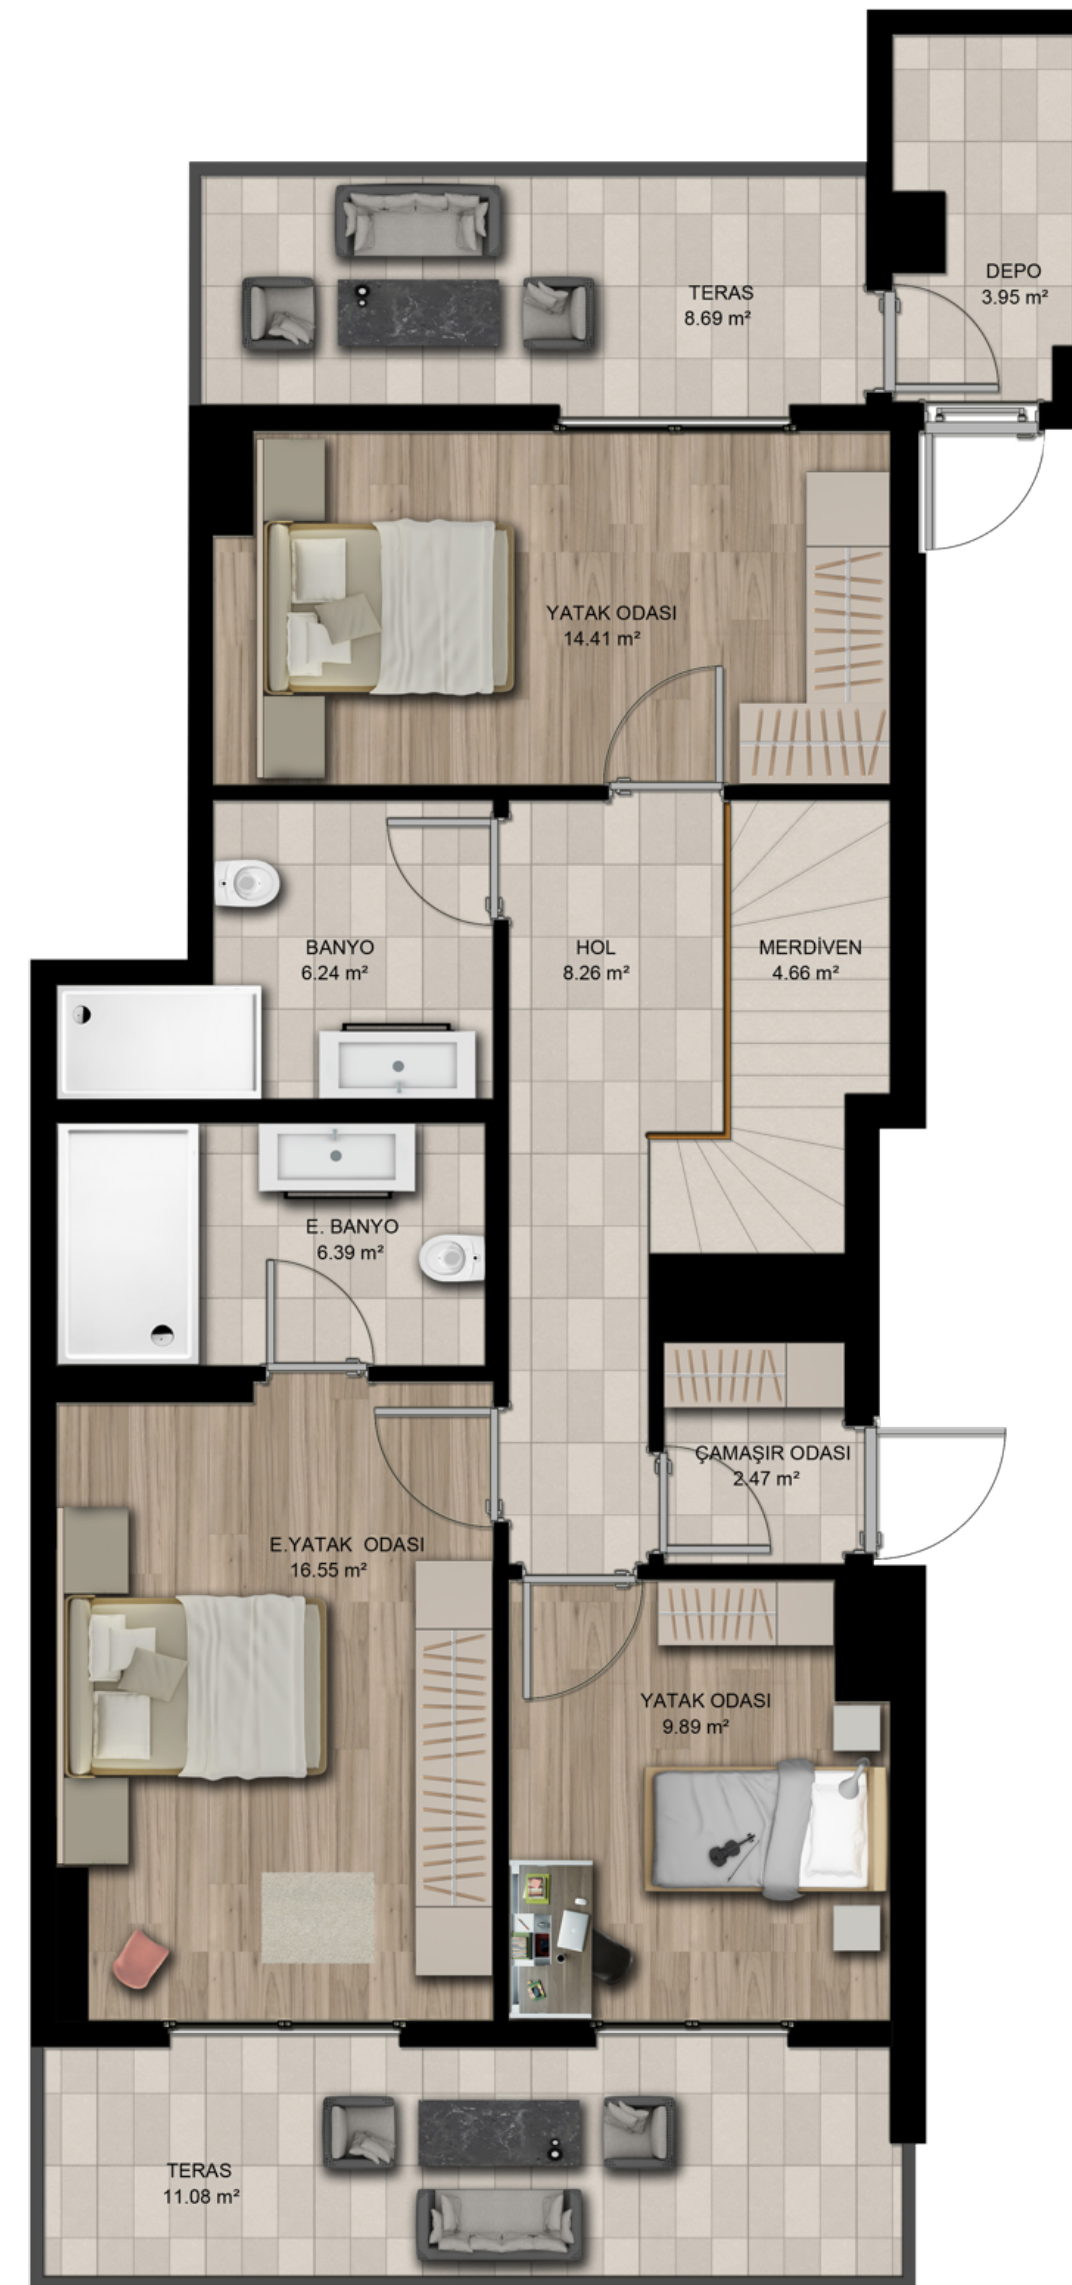 DEPO
3.95 m²
TERAS
8.69 m²
YATAK ODASI
14.41 m²
BANYO
6.24 m²
HOL
8.26 m²
MERDİVEN
4.66 m²
E. BANYO
6.39 m²
ÇAMAŞIR ODASI
2.47 m²
E.YATAK ODASI
16.55 m²
YATAK ODASI
9.89 m²
TERAS
11.08 m²